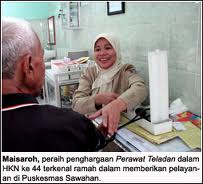 Maisaroh, peraih penghargaan Perawat Teladan dalam
HKN ke 44 terkenal ramah dalam memberikan pelayan-
an di Puskesmas Sawahan.